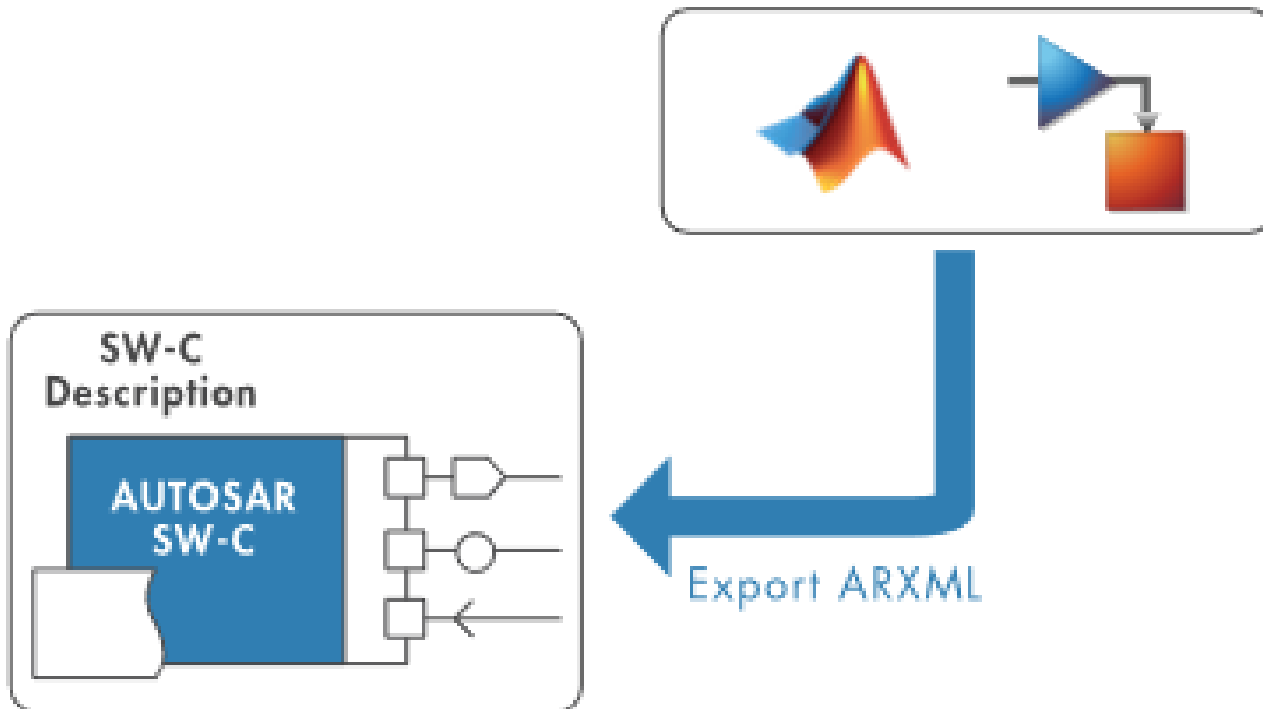 SW-C
Description
AUTOSAR
SW-C
Export ARXML